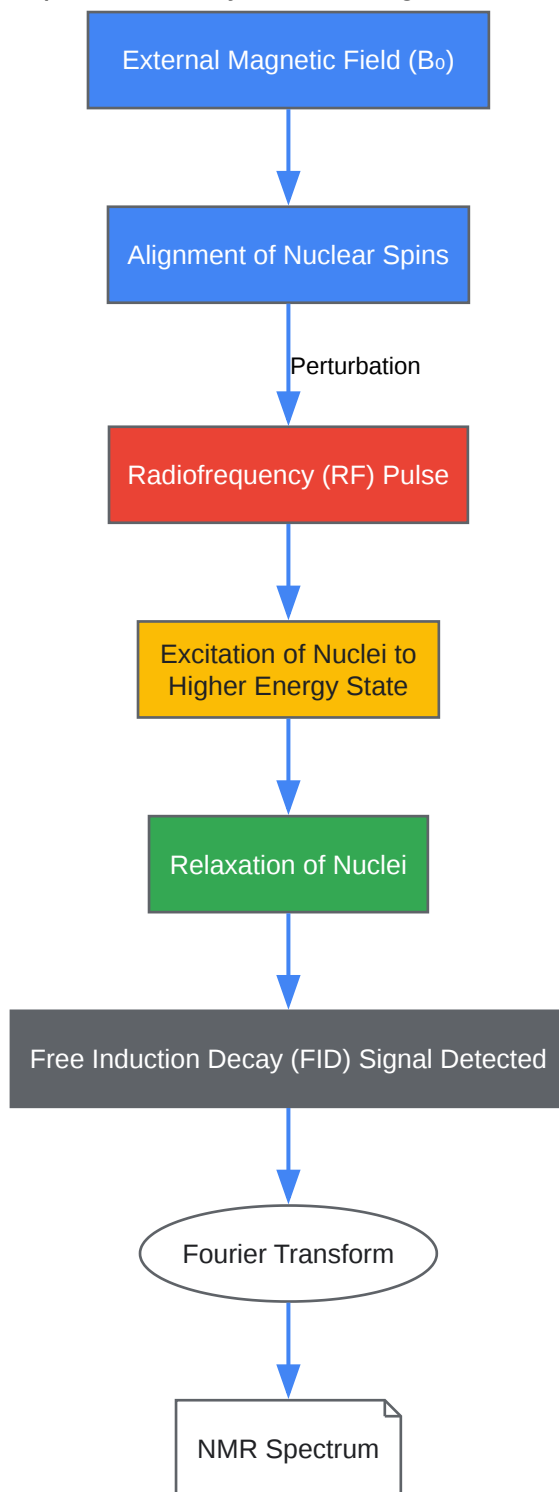 External Magnetic Field (B₀)
Alignment of Nuclear Spins
Perturbation
Radiofrequency (RF) Pulse
Excitation of Nuclei to
Higher Energy State
Relaxation of Nuclei
Free Induction Decay (FID) Signal Detected
Fourier Transform
NMR Spectrum